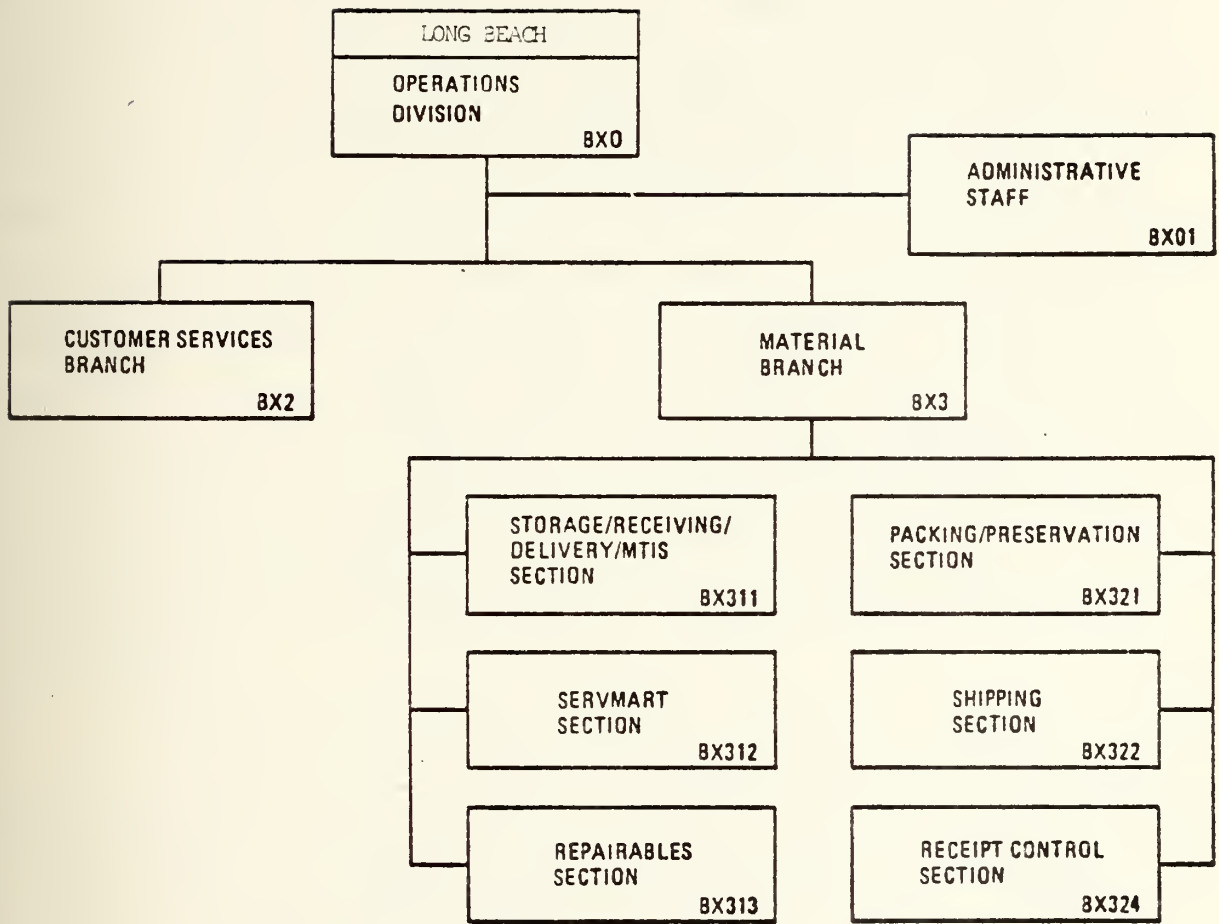 LONG BEACH
OPERATIONS
DIVISION
BX0
ADMINISTRATIVE
STAFF
BX01
CUSTOMER SERVICES
BRANCH
BX2
MATERIAL
BRANCH
BX3
STORAGE/RECEIVING/
DELIVERY/MTIS
SECTION
BX311
PACKING/PRESERVATION
SECTION
BX321
SERVMART
SECTION
BX312
SHIPPING
SECTION
BX322
REPAIRABLES
SECTION
BX313
RECEIPT CONTROL
SECTION
BX324